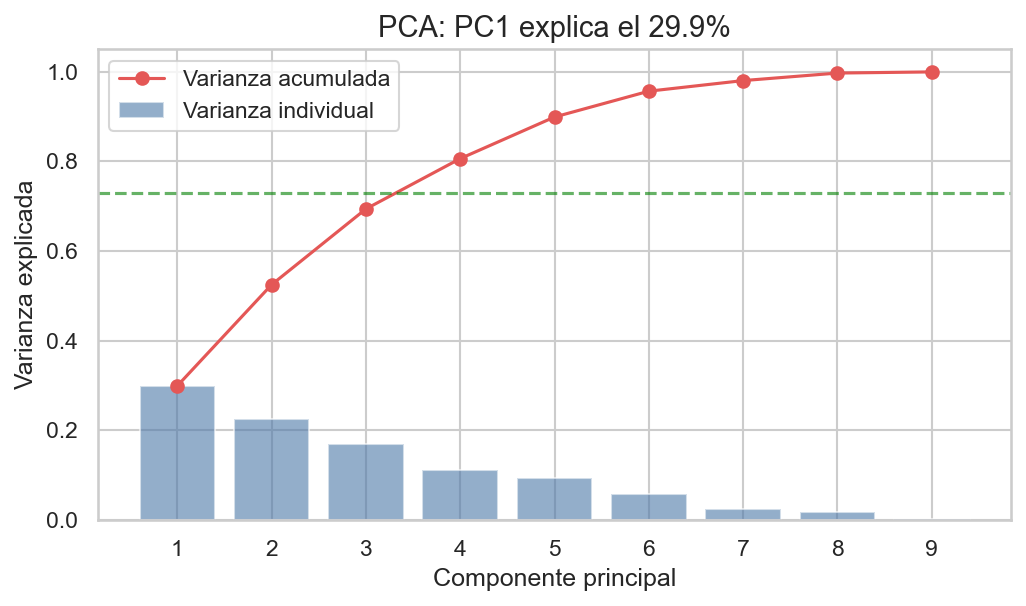 PCA: PC1 explica el 29.9%
Varianza acumulada
Varianza individual
Varianza explicada
1.0
0.8
0.6
0.4
0.2
0.0
1 2 3 4 5 6 7 8 9
Componente principal